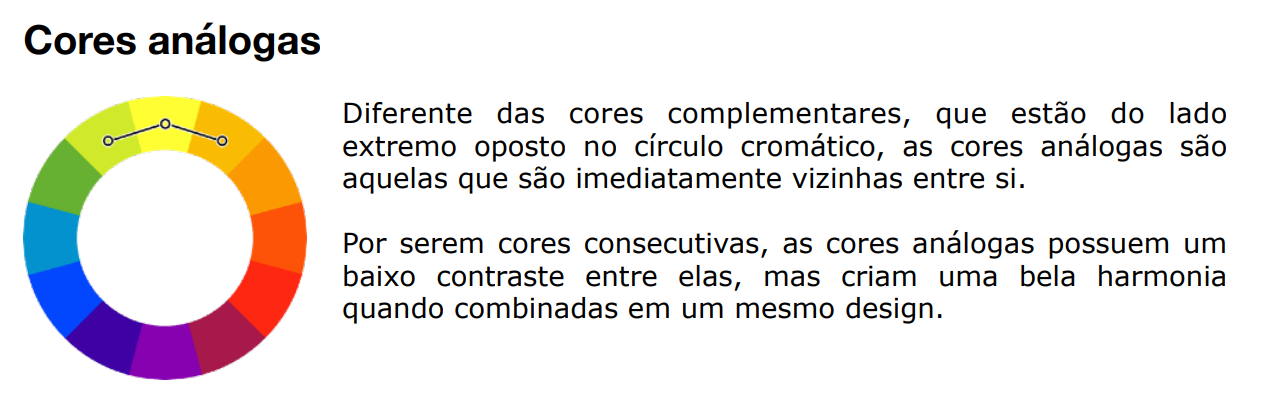 Cores análogas
Diferente das cores complementares, que estão do lado
extremo oposto no círculo cromático, as cores análogas são
aquelas que são imediatamente vizinhas entre si.
Por serem cores consecutivas, as cores análogas possuem um
baixo contraste entre elas, mas criam uma bela harmonia
quando combinadas em um mesmo design.